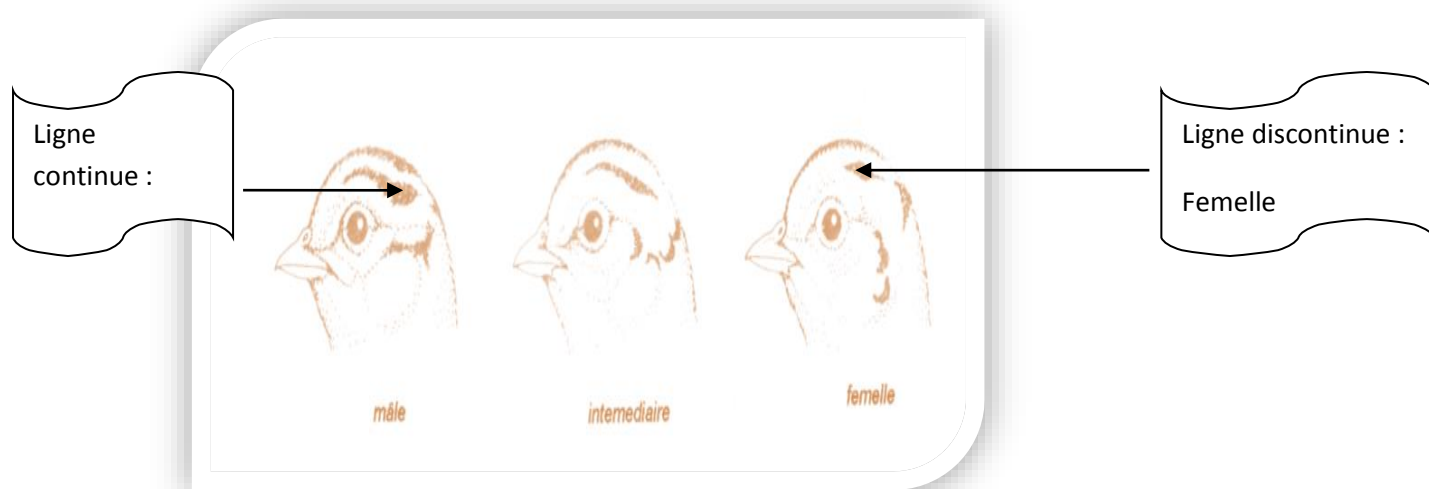 Ligne
continue :
Ligne discontinue :
Femelle
mâle
intemediaire
femelle